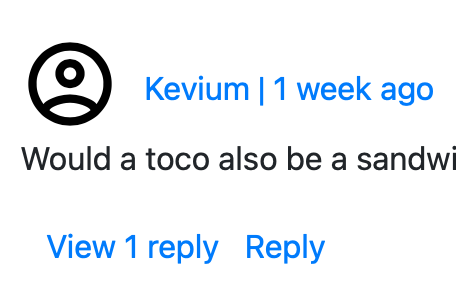 Kevium | 1 week ago
Would a toco also be a sandwi
View 1 reply Reply